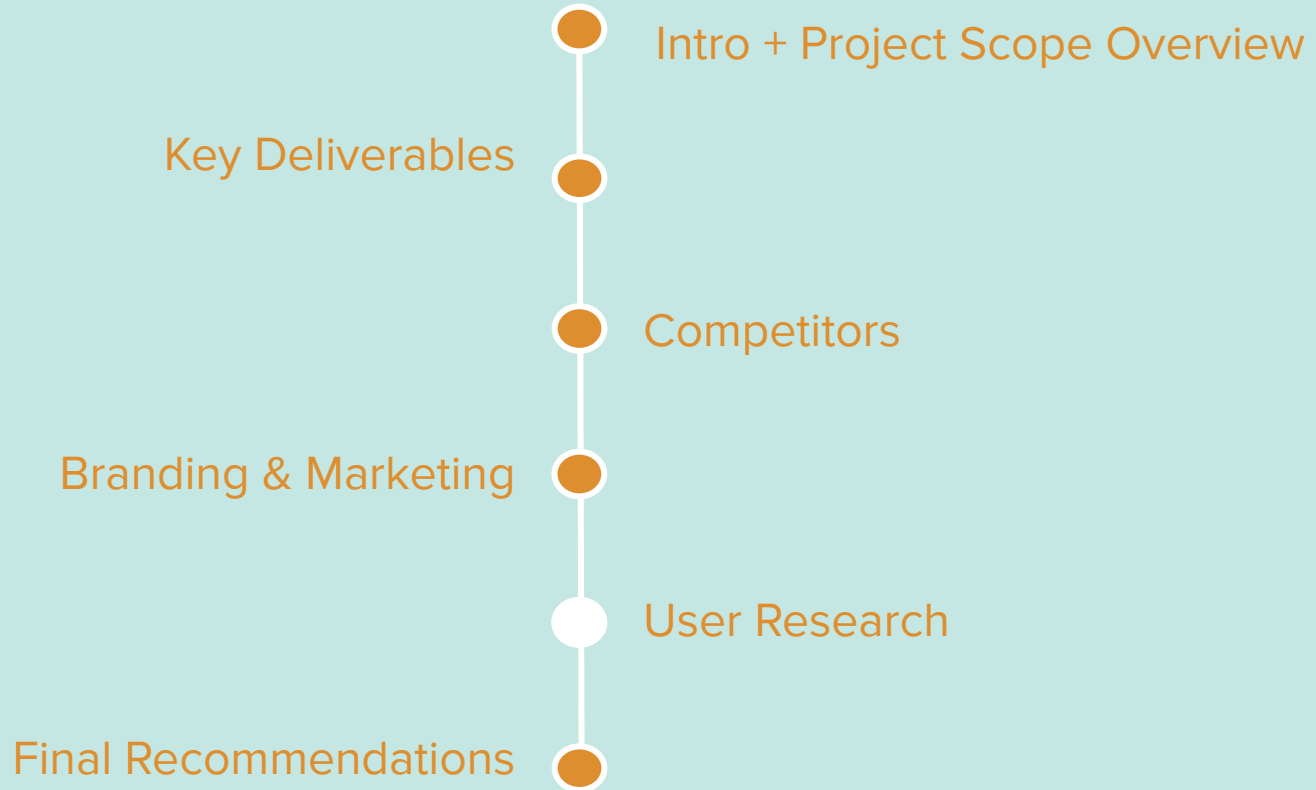 Intro + Project Scope Overview
Key Deliverables
Competitors
Branding & Marketing
User Research
Final Recommendations